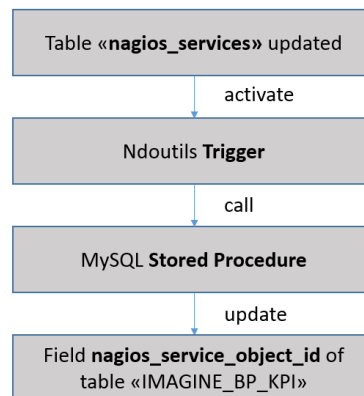 Table «nagios_services» updated
activate
Ndoutils Trigger
call
MySQL Stored Procedure
update
Field nagios_service_object_id of
table «IMAGINE_BP_KPI»